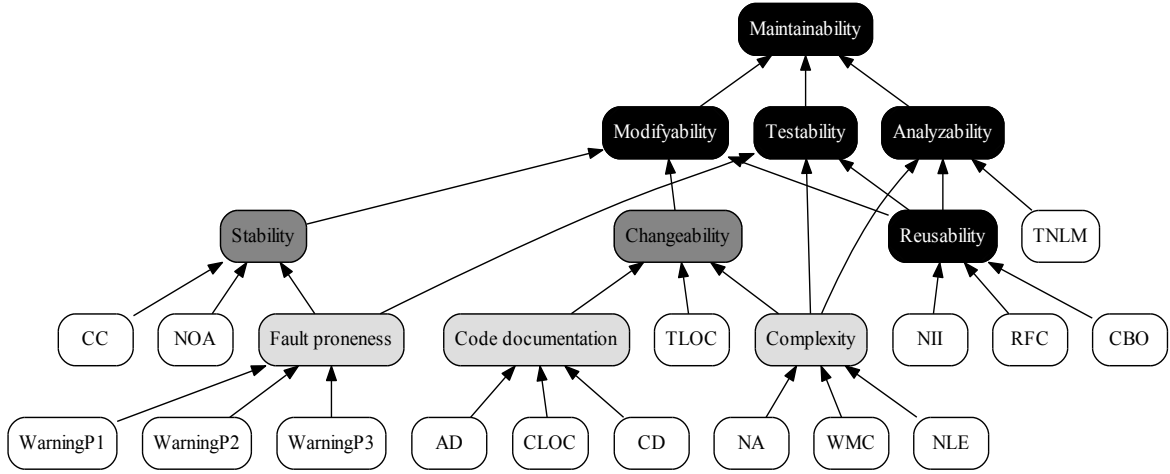 Maintainability
Modifyability
Testability
Analyzability
Stability
Changeability
Reusability
TNLM
CC
NOA
Fault proneness
Code documentation
TLOC
Complexity
NII
RFC
CBO
WarningP1
WarningP2
WarningP3
AD
CLOC
CD
NA
WMC
NLE